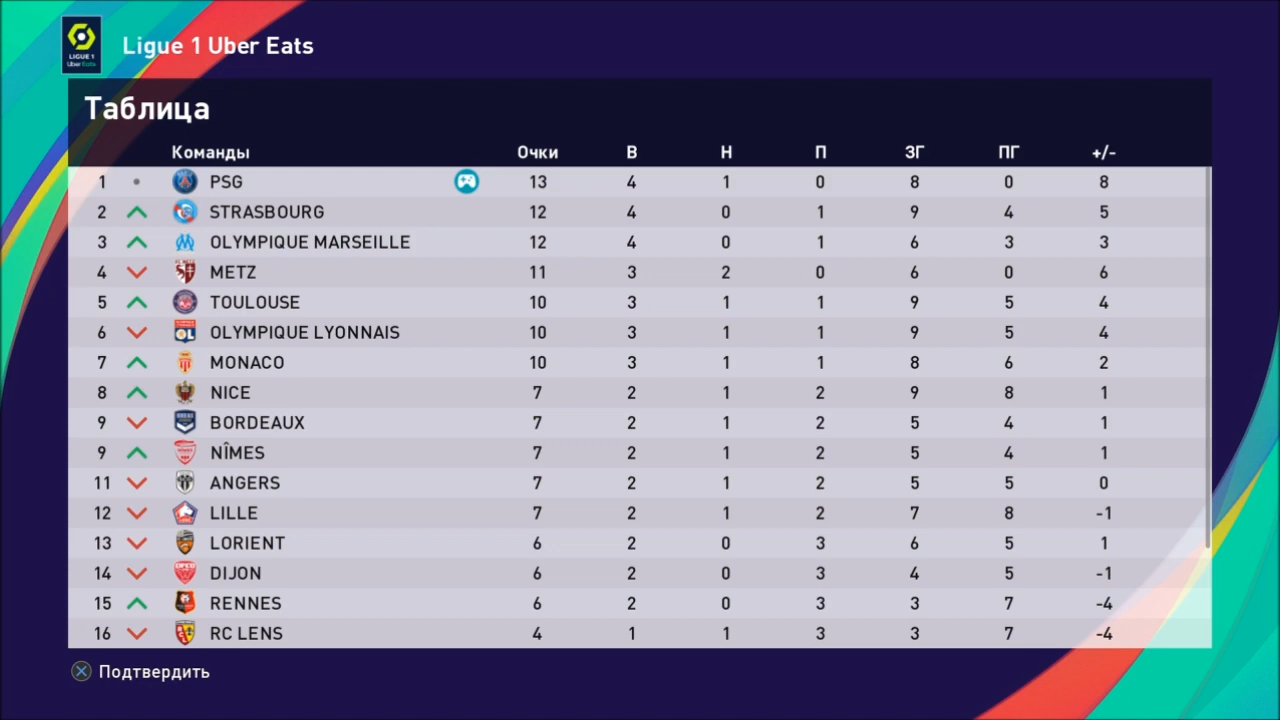 LIGUE 1
Uber Eats
Ligue 1 Uber Eats
Таблица
Команды Очки В Н П ЗГ ПГ +/-
1 PSG 13 4 1 0 8 0 8
2 STRASBOURG 12 4 0 1 9 4 5
3 OLYMPIQUE MARSEILLE 12 4 0 1 6 3 3
4 METZ 11 3 2 0 6 0 6
5 TOULOUSE 10 3 1 1 9 5 4
6 OLYMPIQUE LYONNAIS 10 3 1 1 9 5 4
7 MONACO 10 3 1 1 8 6 2
8 NICE 7 2 1 2 9 8 1
9 BORDEAUX 7 2 1 2 5 4 1
9 NÎMES 7 2 1 2 5 4 1
11 ANGERS 7 2 1 2 5 5 0
12 LILLE 7 2 1 2 7 8 -1
13 LORIENT 6 2 0 3 6 5 1
14 DIJON 6 2 0 3 4 5 -1
15 RENNES 6 2 0 3 3 7 -4
16 RC LENS 4 1 1 3 3 7 -4
Подтвердить